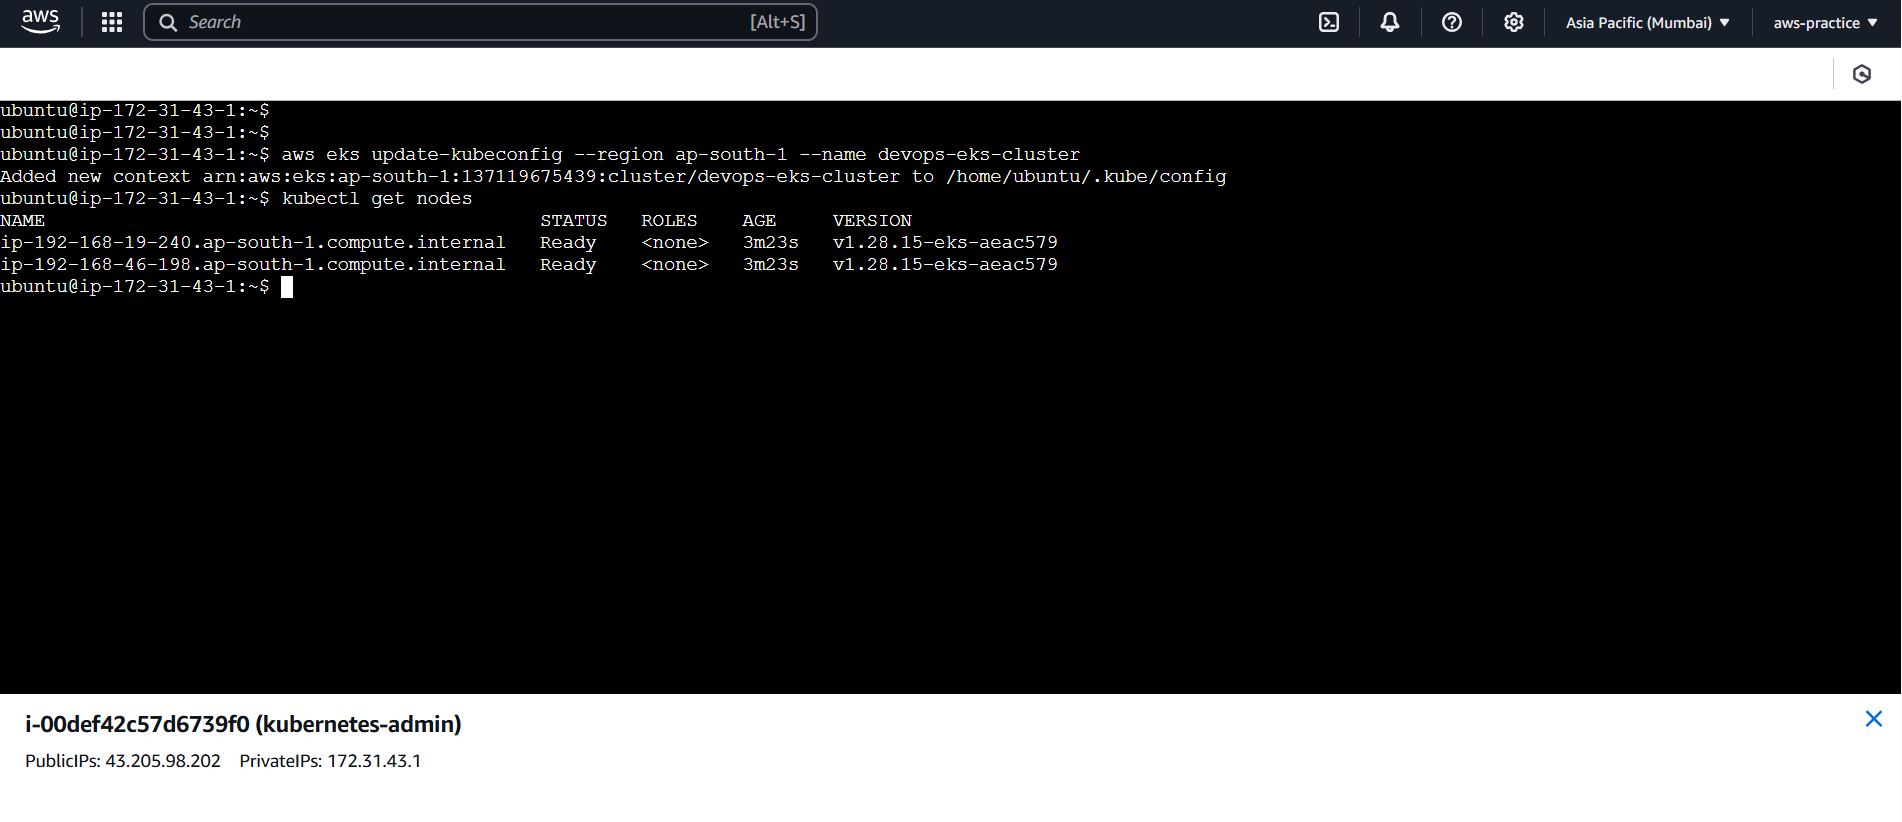 aws
Search [Alt+S]
Asia Pacific (Mumbai) ▼
aws-practice ▼
ubuntu@ip-172-31-43-1:~$
ubuntu@ip-172-31-43-1:~$
ubuntu@ip-172-31-43-1:~$ aws eks update-kubeconfig --region ap-south-1 --name devops-eks-cluster
Added new context arn:aws:eks:ap-south-1:137119675439:cluster/devops-eks-cluster to /home/ubuntu/.kube/config
ubuntu@ip-172-31-43-1:~$ kubectl get nodes
NAME STATUS ROLES AGE VERSION
ip-192-168-19-240.ap-south-1.compute.internal Ready <none> 3m23s v1.28.15-eks-aeac579
ip-192-168-46-198.ap-south-1.compute.internal Ready <none> 3m23s v1.28.15-eks-aeac579
ubuntu@ip-172-31-43-1:~$
i-00def42c57d6739f0 (kubernetes-admin)
PublicIPs: 43.205.98.202 PrivateIPs: 172.31.43.1